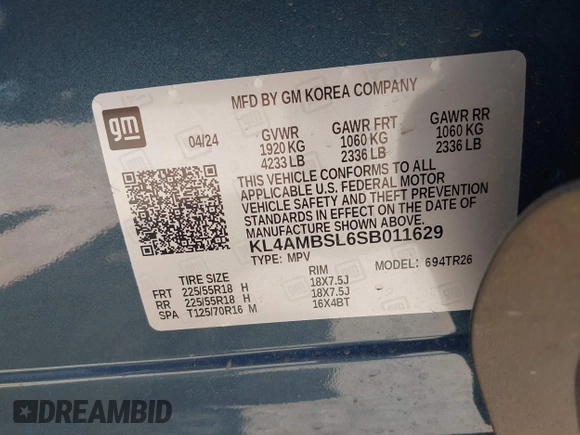 gm
MFD BY GM KOREA COMPANY
04/24 GVWR GAWR FRT GAWR RR
1920 KG 1060 KG 1060 KG
4233 LB 2336 LB 2336 LB
THIS VEHICLE CONFORMS TO ALL
APPLICABLE U.S. FEDERAL MOTOR
VEHICLE SAFETY AND THEFT PREVENTION
STANDARDS IN EFFECT ON THE DATE OF
MANUFACTURE SHOWN ABOVE.
KL4AMBSL6SB011629
TYPE: MPV MODEL: 694TR26
TIRE SIZE RIM
FRT 225/55R18 H 18X7.5J
RR 225/55R18 H 18X7.5J
SPA T125/70R16 M 16X4BT
DREAMBID